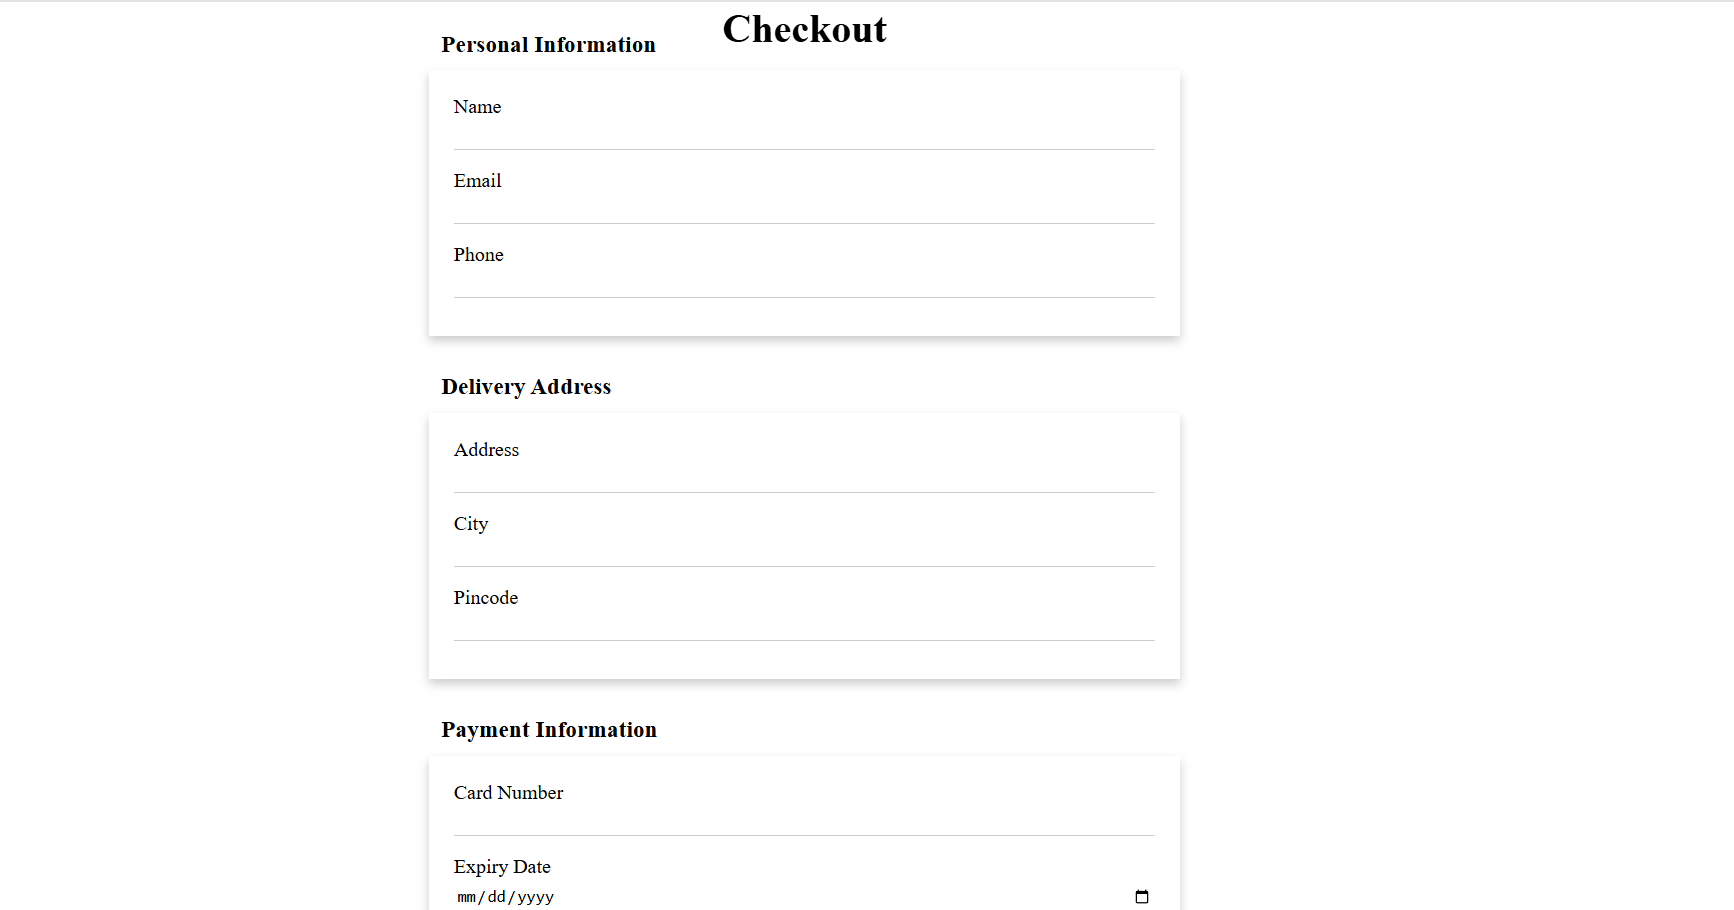 Checkout
Personal Information
Name
Email
Phone
Delivery Address
Address
City
Pincode
Payment Information
Card Number
Expiry Date
mm/dd/yyyy